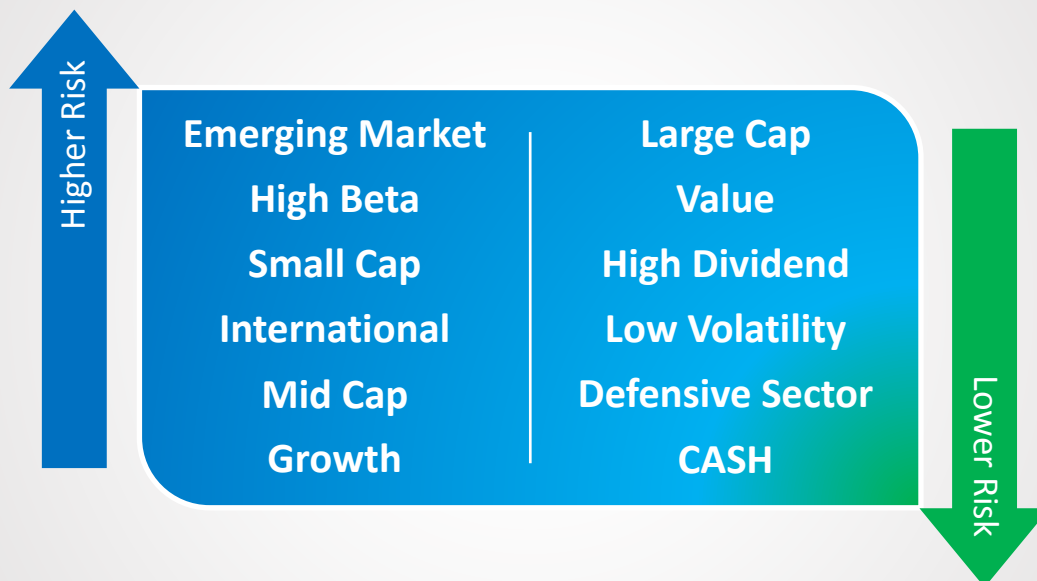 Higher Risk
Emerging Market
High Beta
Small Cap
International
Mid Cap
Growth
Large Cap
Value
High Dividend
Low Volatility
Defensive Sector
CASH
Lower Risk